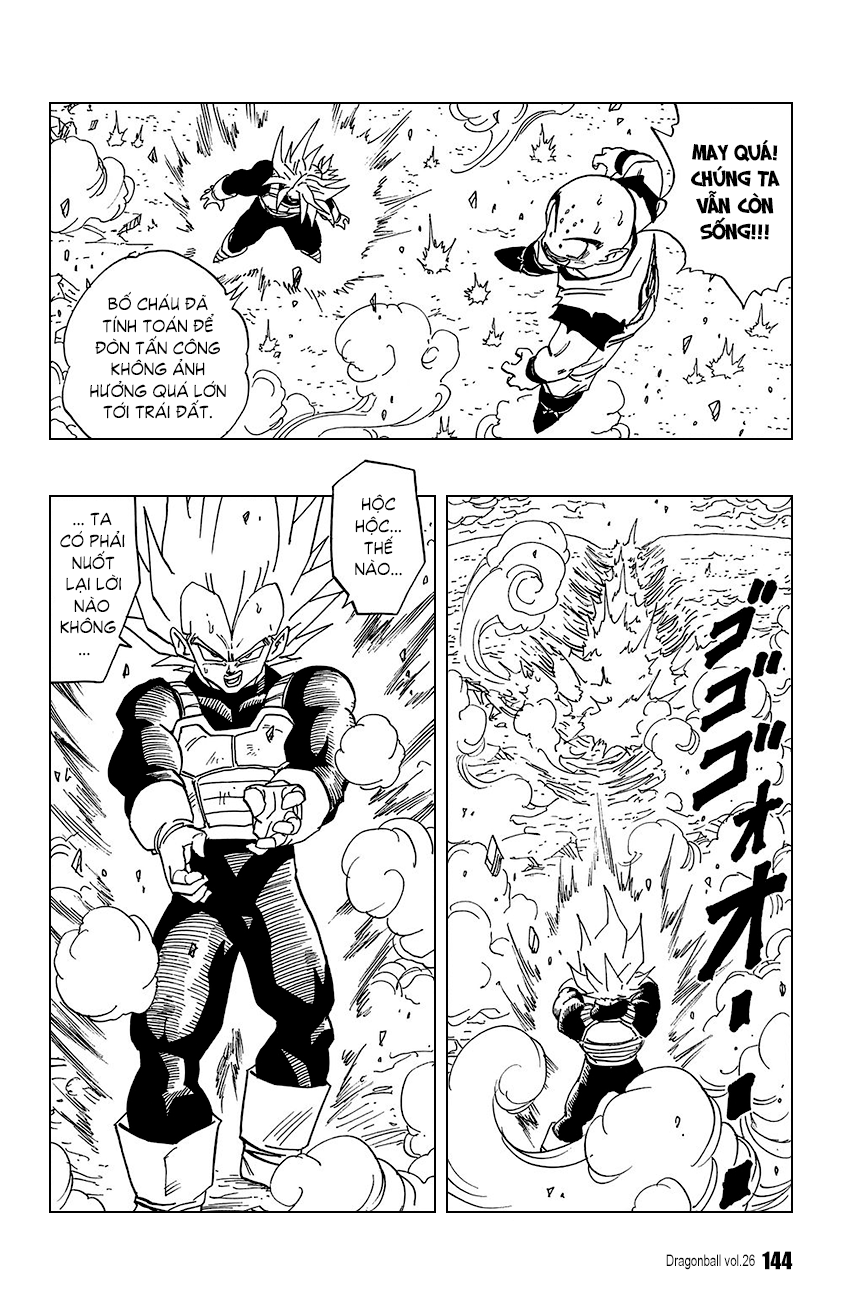 MAY QUÁ!
CHÚNG TA
VẪN CÒN
SỐNG!!!
BỐ CHÁU ĐÃ
TÍNH TOÁN ĐỂ
ĐÒN TẤN CÔNG
KHÔNG ẢNH
HƯỞNG QUÁ LỚN
TỚI TRÁI ĐẤT.
ゴゴゴォオーーー
HỘC
HỘC...
THẾ
NÀO...
... TA
CÓ PHẢI
NUỐT
LẠI LỜI
NÀO
KHÔNG
...
Dragonball vol.26 144